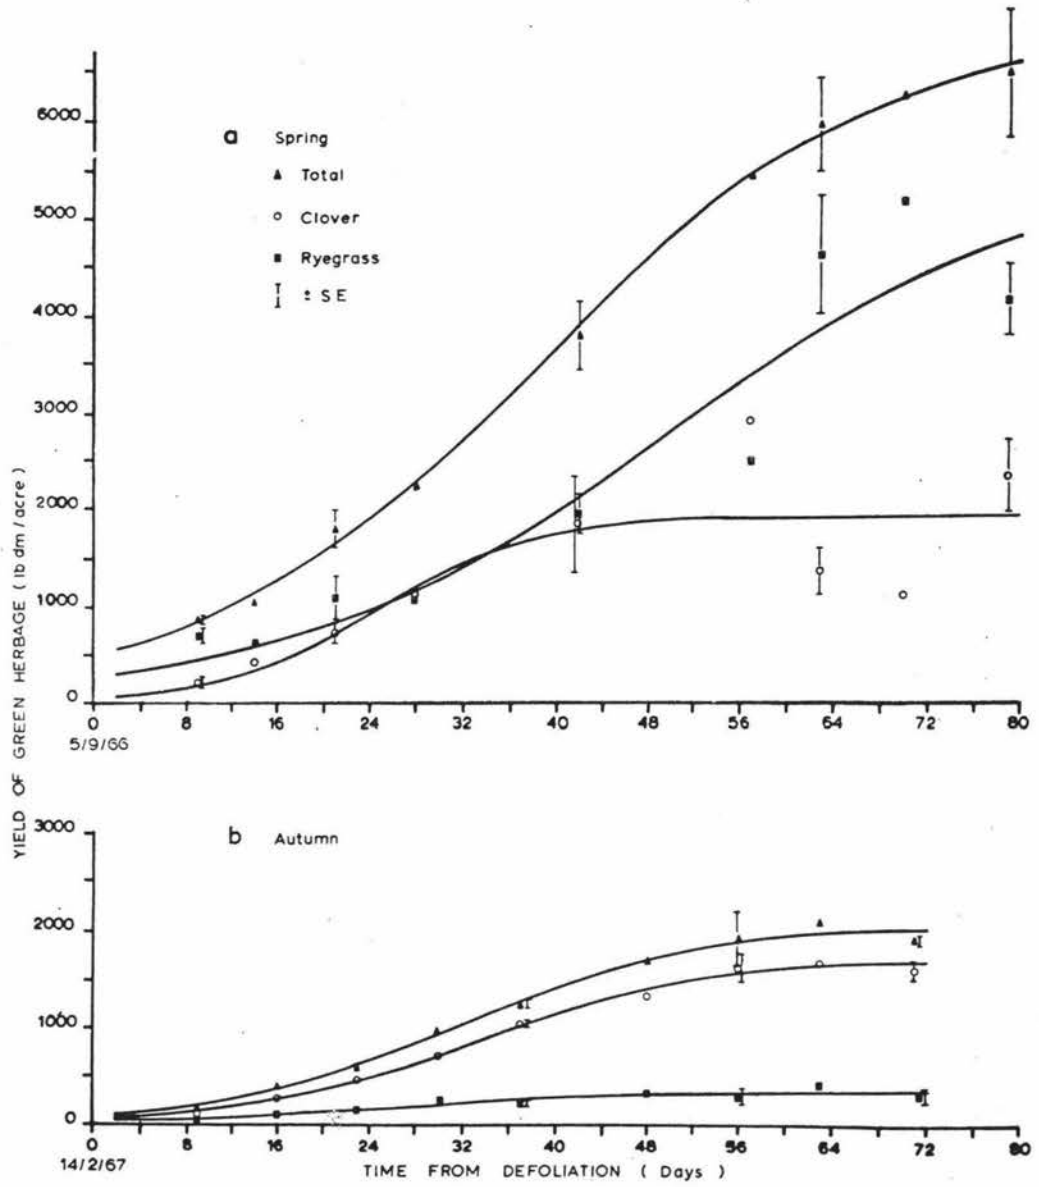 6000
5000
4000
3000
2000
1000
0
a Spring
▲ Total
○ Clover
■ Ryegrass
± SE
0 8 16 24 32 40 48 56 64 72 80
5/9/66
YIELD OF GREEN HERBAGE ( lb dm / acre )
3000
2000
1000
0
b Autumn
0 8 16 24 32 40 48 56 64 72 80
14/2/67
TIME FROM DEFOLIATION ( Days )